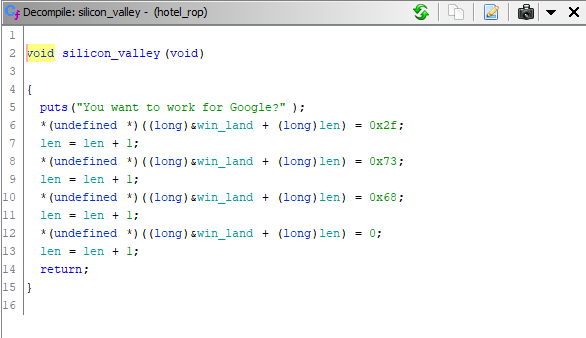 Decompile: silicon_valley - (hotel_rop)
1
2 void silicon_valley (void)
3
4 {
5 puts ("You want to work for Google?" );
6 *(undefined *)((long)&win_land + (long)len) = 0x2f;
7 len = len + 1;
8 *(undefined *)((long)&win_land + (long)len) = 0x73;
9 len = len + 1;
10 *(undefined *)((long)&win_land + (long)len) = 0x68;
11 len = len + 1;
12 *(undefined *)((long)&win_land + (long)len) = 0;
13 len = len + 1;
14 return;
15 }
16